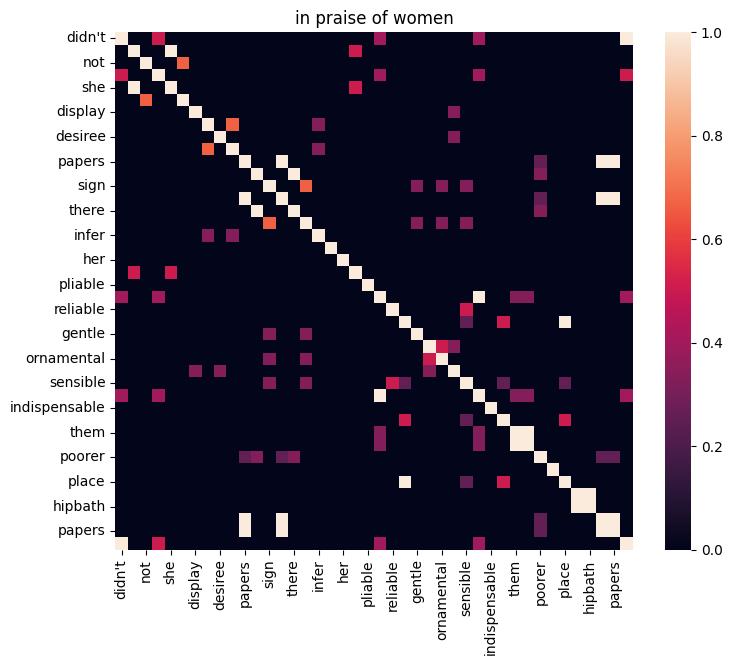 in praise of women
didn't
not
she
display
desiree
papers
sign
there
infer
her
pliable
reliable
gentle
ornamental
sensible
indispensable
them
poorer
place
hipbath
papers
didn't
not
she
display
desiree
papers
sign
there
infer
her
pliable
reliable
gentle
ornamental
sensible
indispensable
them
poorer
place
hipbath
papers
1.0
0.8
0.6
0.4
0.2
0.0